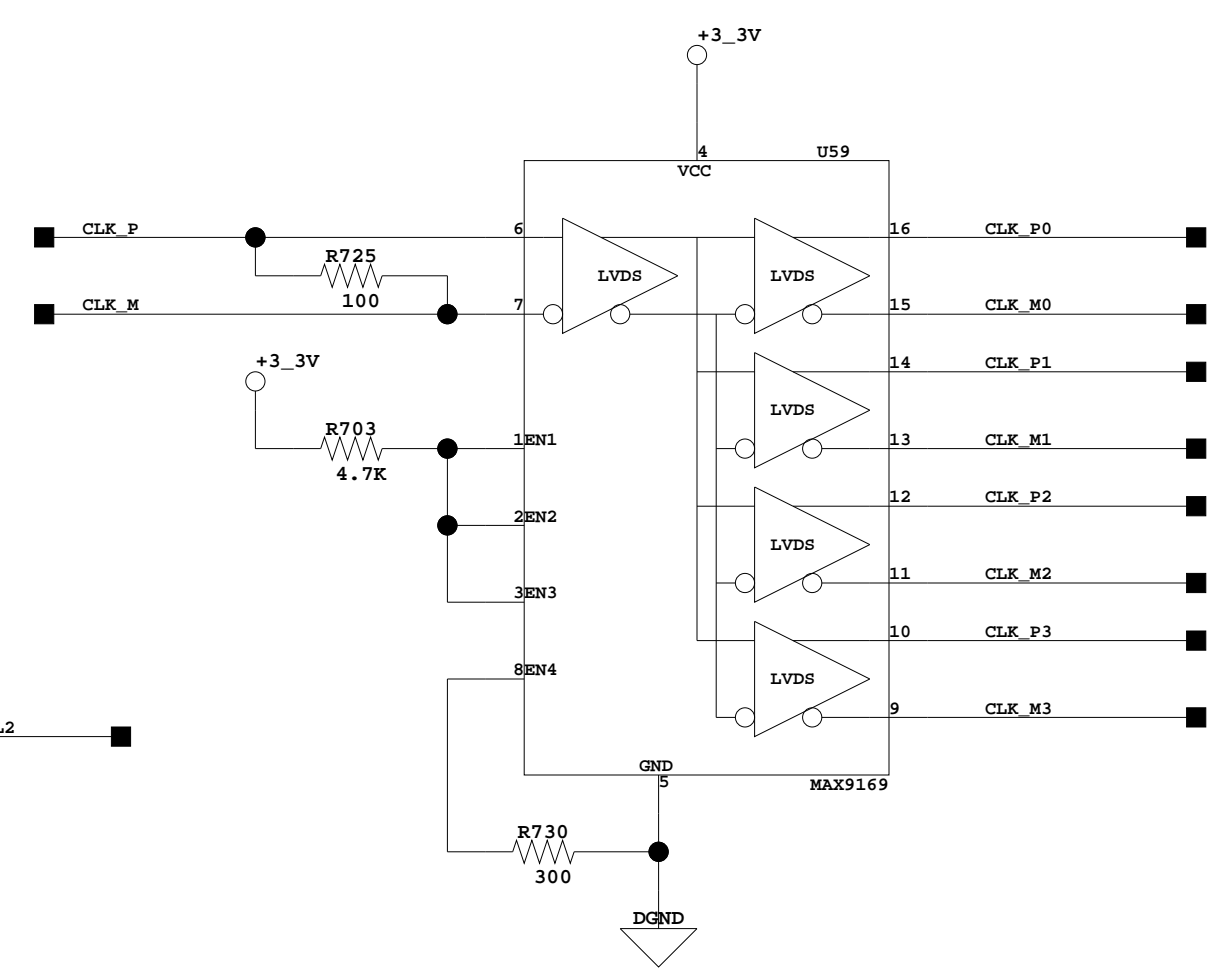 +3_3V
4 U59
VCC
CLK_P 6 16 CLK_P0
R725
LVDS LVDS
100
CLK_M 7 15 CLK_M0
+3_3V
14 CLK_P1
LVDS
R703
4.7K
1EN1 13 CLK_M1
12 CLK_P2
2EN2
LVDS
11 CLK_M2
3EN3
10 CLK_P3
8EN4
LVDS
9 CLK_M3
L2
GND
5
MAX9169
R730
300
DGND